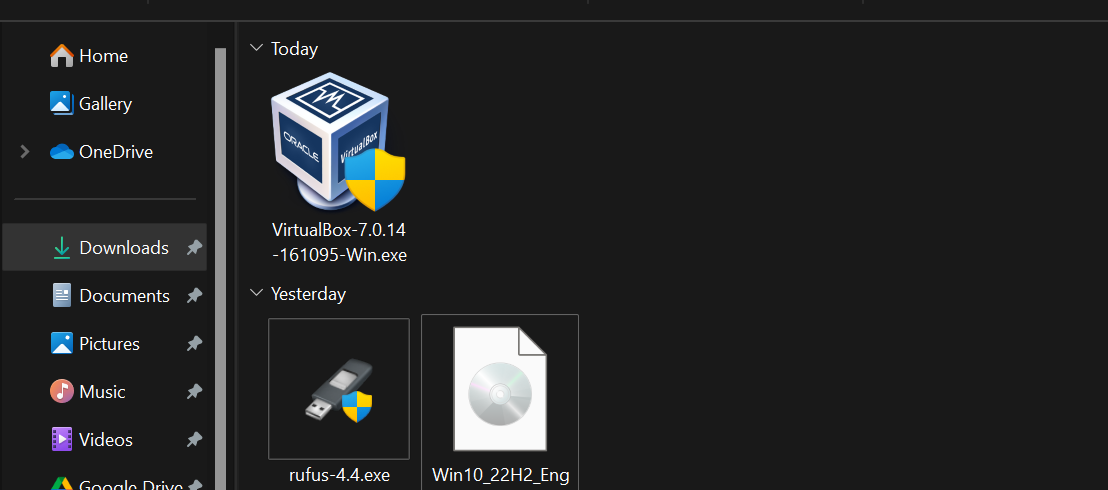 Home
Gallery
OneDrive
Downloads
Documents
Pictures
Music
Videos
Google Drive
Today
ORACLE
VirtualBox
VirtualBox-7.0.14
-161095-Win.exe
Yesterday
rufus-4.4.exe
Win10_22H2_Eng